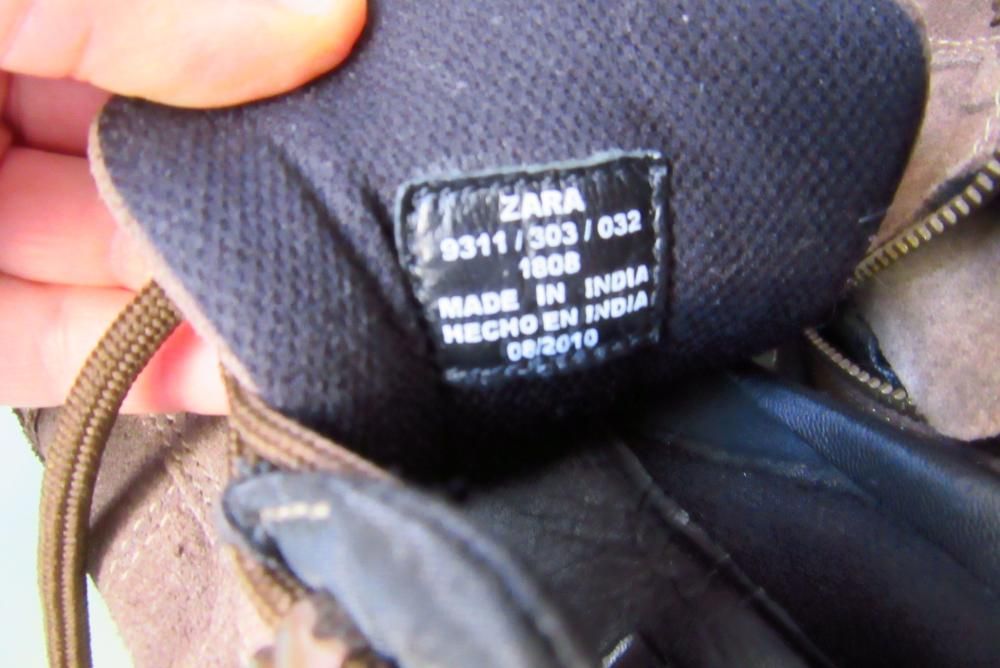 ZARA
9311 / 303 / 032
1808
MADE IN INDIA
HECHO EN INDIA
08/2010